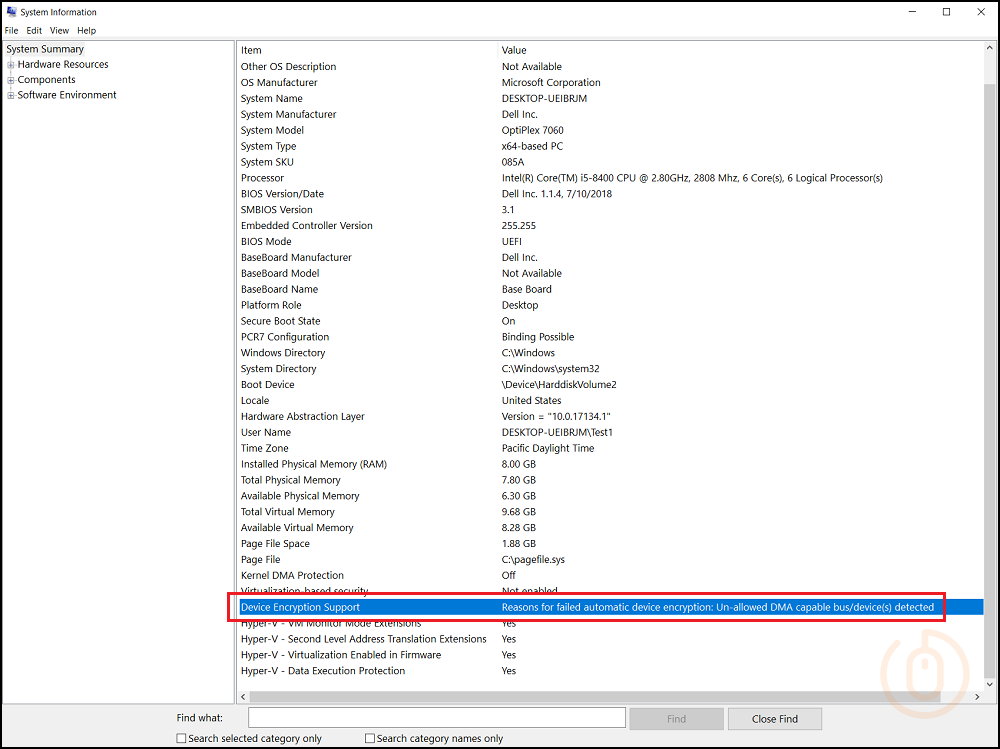 System Information
File Edit View Help
System Summary
Hardware Resources
Components
Software Environment
Item Value
Other OS Description Not Available
OS Manufacturer Microsoft Corporation
System Name DESKTOP-UEIBRJM
System Manufacturer Dell Inc.
System Model OptiPlex 7060
System Type x64-based PC
System SKU 085A
Processor Intel(R) Core(TM) i5-8400 CPU @ 2.80GHz, 2808 Mhz, 6 Core(s), 6 Logical Processor(s)
BIOS Version/Date Dell Inc. 1.1.4, 7/10/2018
SMBIOS Version 3.1
Embedded Controller Version 255.255
BIOS Mode UEFI
BaseBoard Manufacturer Dell Inc.
BaseBoard Model Not Available
BaseBoard Name Base Board
Platform Role Desktop
Secure Boot State On
PCR7 Configuration Binding Possible
Windows Directory C:\Windows
System Directory C:\Windows\system32
Boot Device \Device\HarddiskVolume2
Locale United States
Hardware Abstraction Layer Version = "10.0.17134.1"
User Name DESKTOP-UEIBRJM\Test1
Time Zone Pacific Daylight Time
Installed Physical Memory (RAM) 8.00 GB
Total Physical Memory 7.80 GB
Available Physical Memory 6.30 GB
Total Virtual Memory 9.68 GB
Available Virtual Memory 8.28 GB
Page File Space 1.88 GB
Page File C:\pagefile.sys
Kernel DMA Protection Off
Virtualization-based security Not enabled
Device Encryption Support Reasons for failed automatic device encryption: Un-allowed DMA capable bus/device(s) detected
Hyper-V - VM Monitor Mode Extensions Yes
Hyper-V - Second Level Address Translation Extensions Yes
Hyper-V - Virtualization Enabled in Firmware Yes
Hyper-V - Data Execution Protection Yes
Find what: Find Close Find
Search selected category only Search category names only